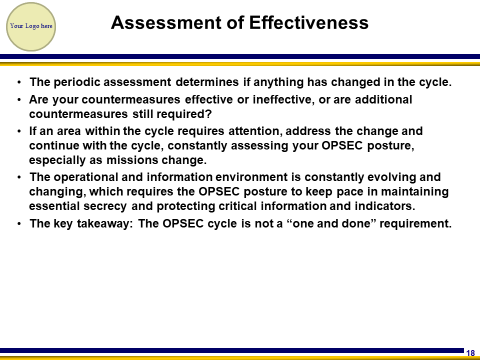 Your Logo here
Assessment of Effectiveness
• The periodic assessment determines if anything has changed in the cycle.
• Are your countermeasures effective or ineffective, or are additional
countermeasures still required?
• If an area within the cycle requires attention, address the change and
continue with the cycle, constantly assessing your OPSEC posture,
especially as missions change.
• The operational and information environment is constantly evolving and
changing, which requires the OPSEC posture to keep pace in maintaining
essential secrecy and protecting critical information and indicators.
• The key takeaway: The OPSEC cycle is not a “one and done” requirement.
18